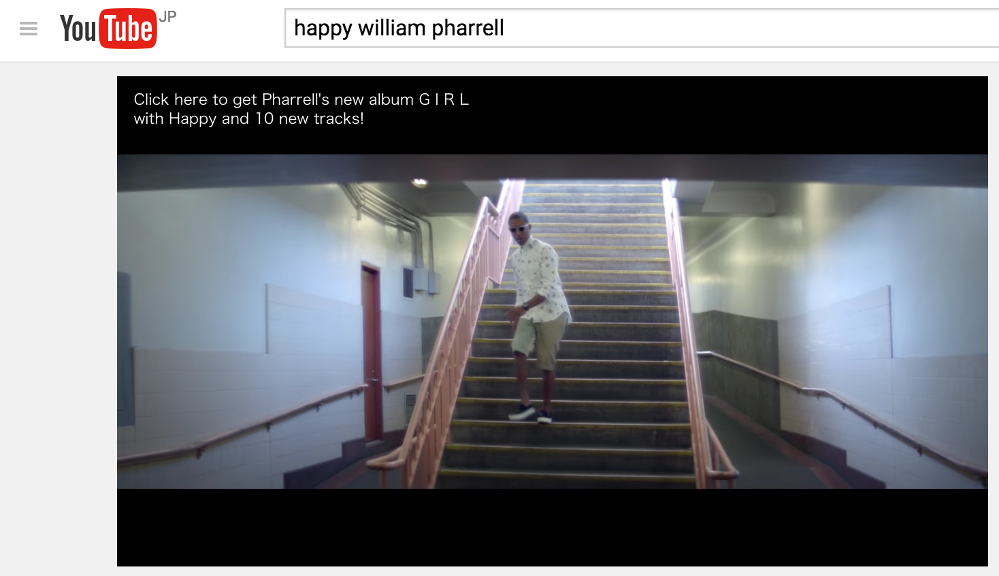 YouTube JP
happy william pharrell
Click here to get Pharrell's new album G I R L
with Happy and 10 new tracks!